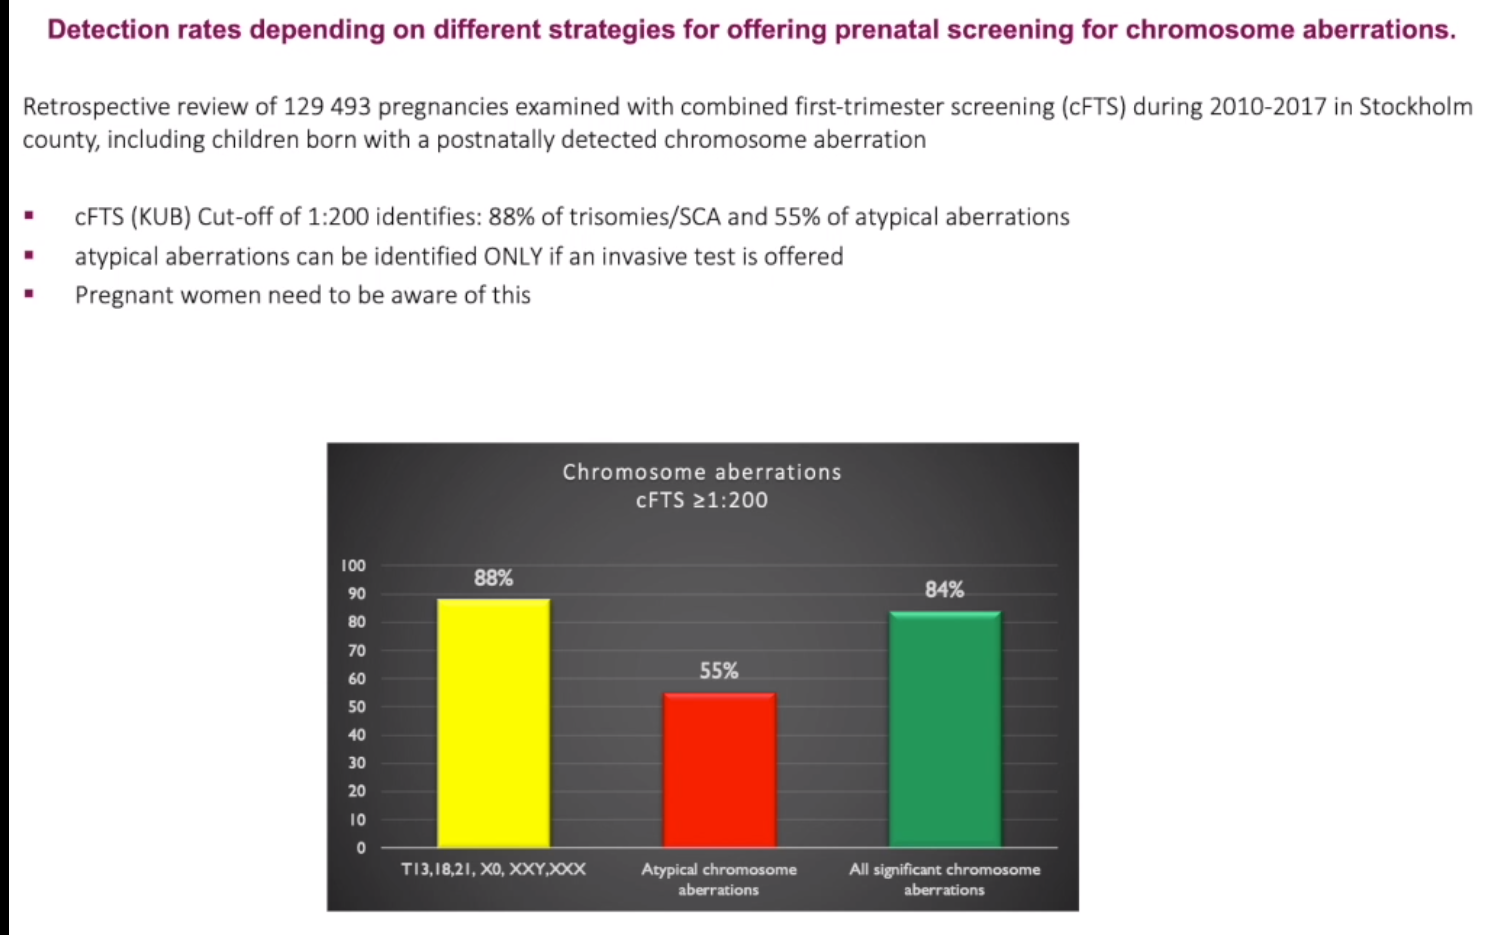 Detection rates depending on different strategies for offering prenatal screening for chromosome aberrations.
Retrospective review of 129 493 pregnancies examined with combined first-trimester screening (cFTS) during 2010-2017 in Stockholm
county, including children born with a postnatally detected chromosome aberration
▪ cFTS (KUB) Cut-off of 1:200 identifies: 88% of trisomies/SCA and 55% of atypical aberrations
▪ atypical aberrations can be identified ONLY if an invasive test is offered
▪ Pregnant women need to be aware of this
Chromosome aberrations
cFTS ≥1:200
100
90
80
70
60
50
40
30
20
10
0
88%
55%
84%
T13,18,21, X0, XXY,XXX
Atypical chromosome
aberrations
All significant chromosome
aberrations